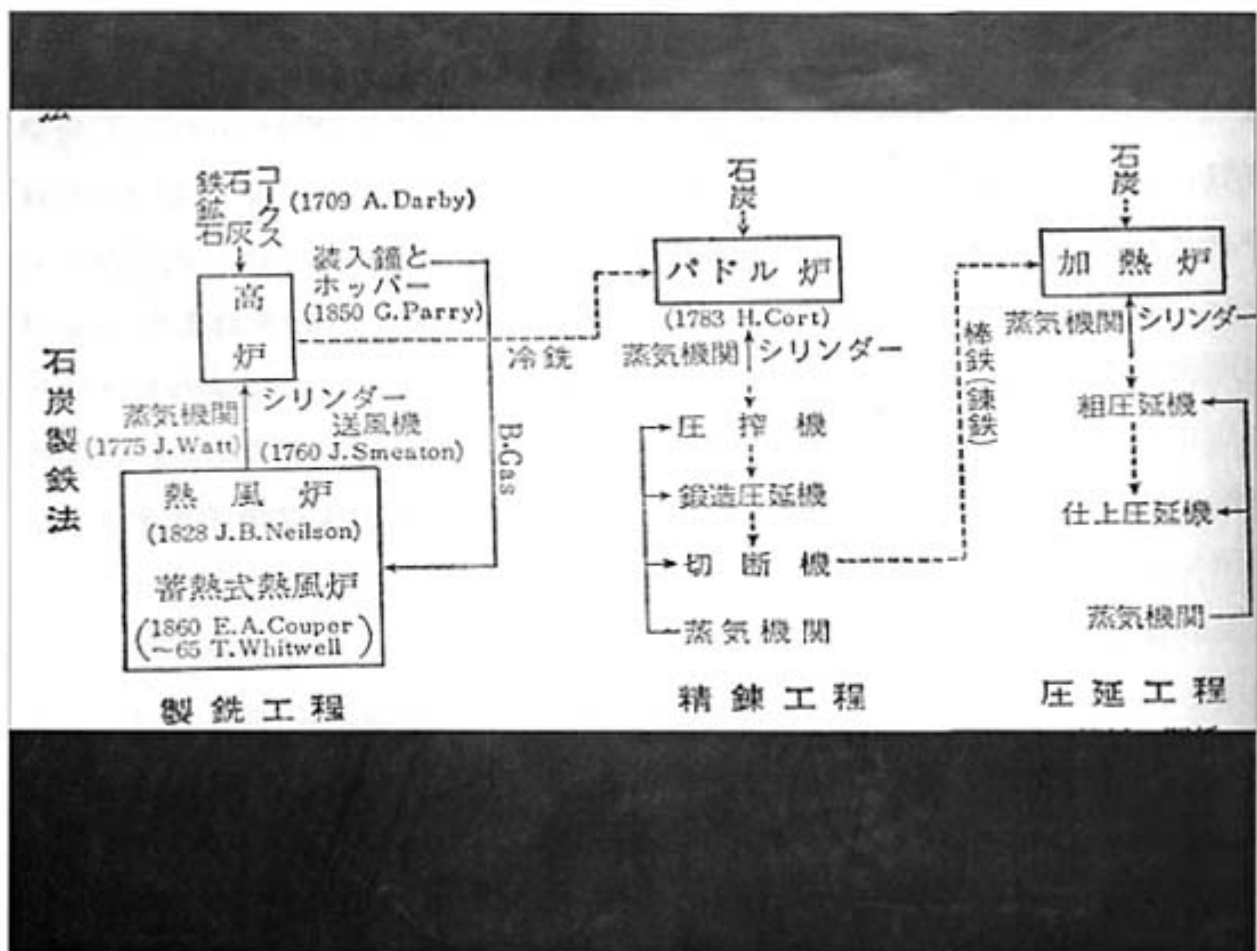 石炭製鉄法
鉄鉱石
石灰
コークス
(1709 A.Darby)
装入鐘と
ホッパー
(1850 G.Parry)
高炉
冷銑
シリンダー
蒸気機関
送風機
(1775 J.Watt)
(1760 J.Smeaton)
B-Gas
熱風炉
(1828 J.B.Neilson)
蓄熱式熱風炉
(1860 E.A.Couper
~65 T.Whitwell)
製銑工程
石炭
パドル炉
(1783 H.Cort)
蒸気機関
シリンダー
圧搾機
鍛造圧延機
切断機
蒸気機関
精錬工程
棒鉄(錬鉄)
石炭
加熱炉
蒸気機関
シリンダー
粗圧延機
仕上圧延機
蒸気機関
圧延工程